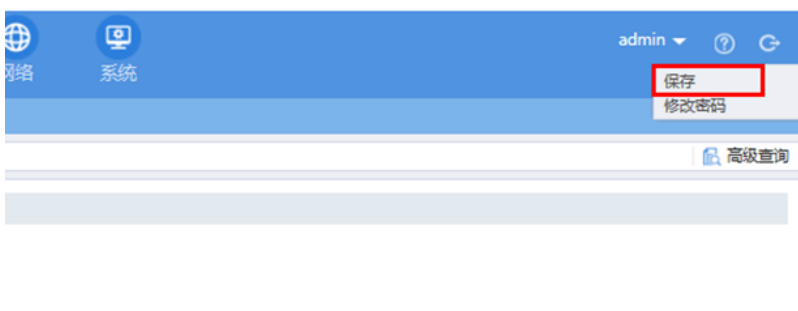 admin
网络
系统
保存
修改密码
高级查询